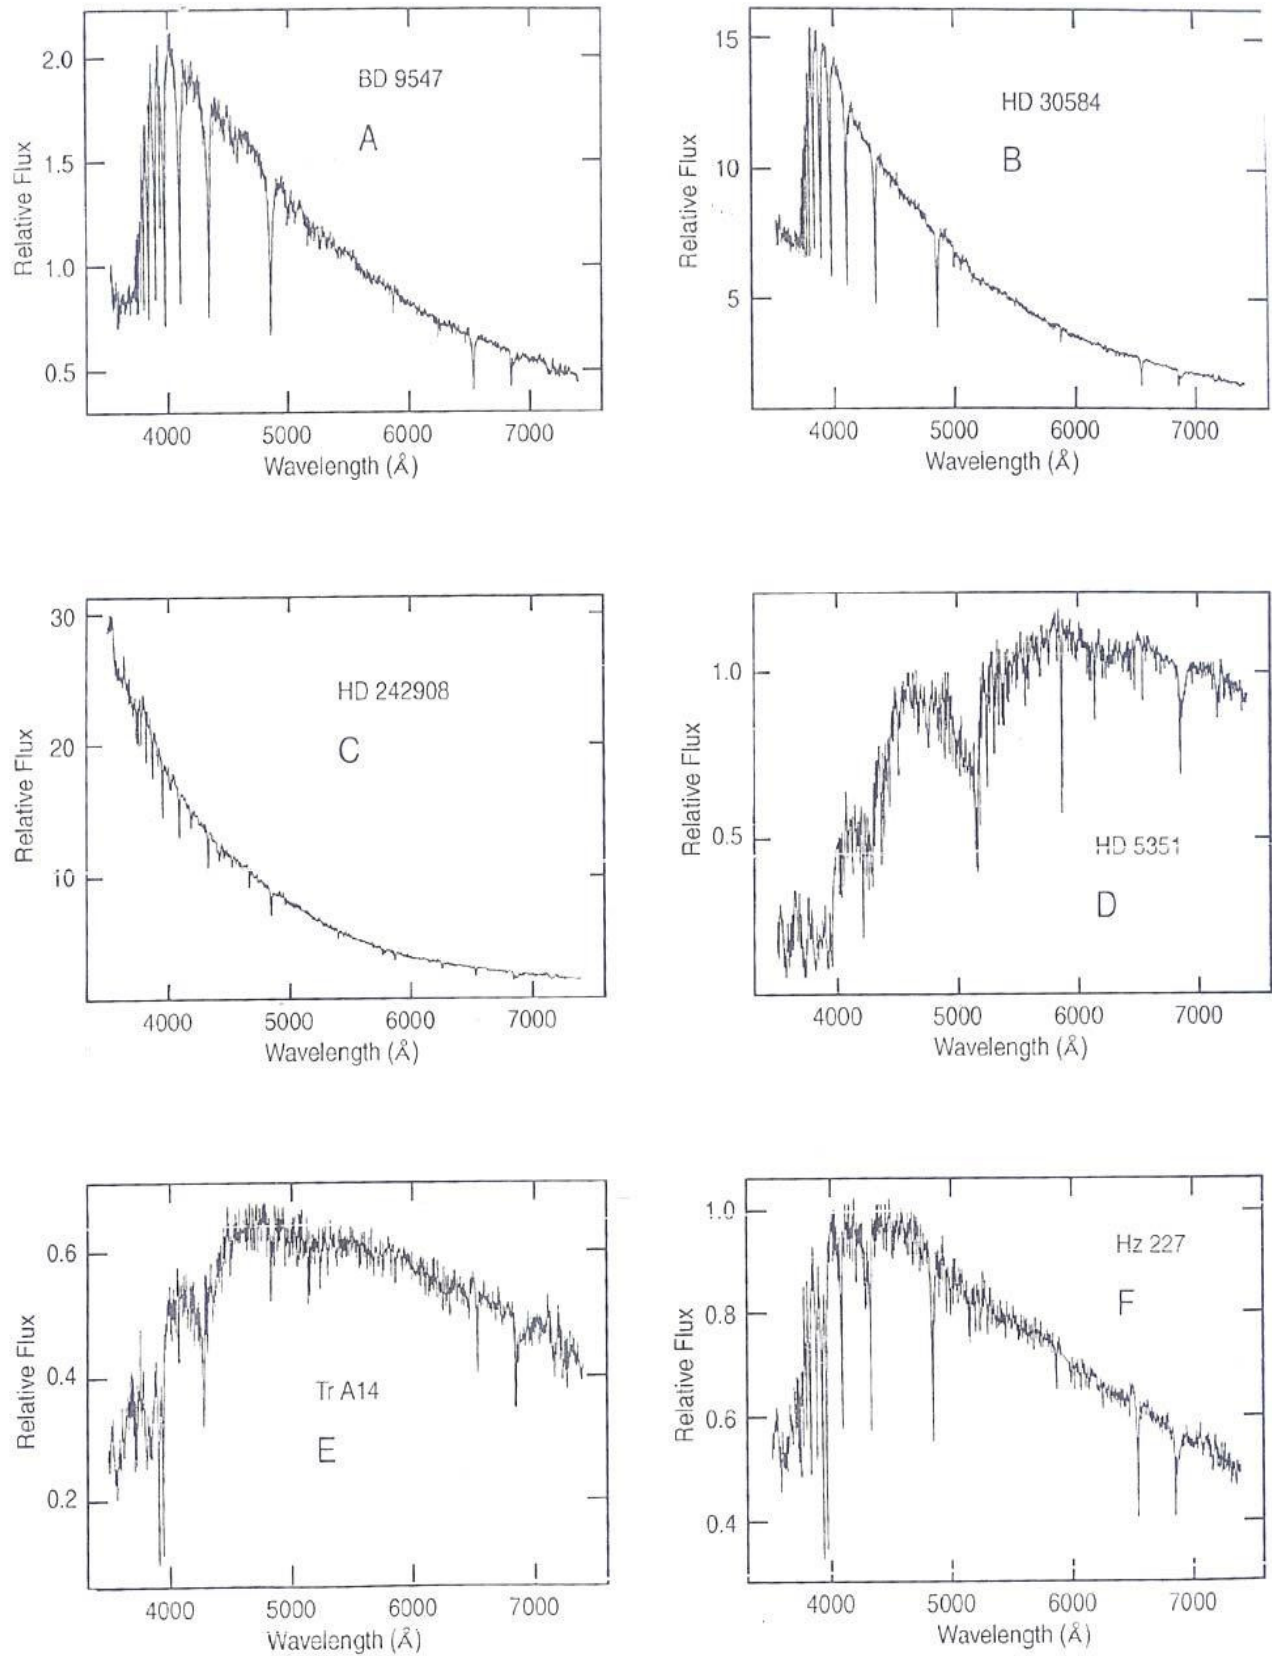 2.0
1.5
1.0
0.5
Relative Flux
BD 9547
A
4000 5000 6000 7000
Wavelength (Å)
15
10
5
Relative Flux
HD 30584
B
4000 5000 6000 7000
Wavelength (Å)
30
20
10
Relative Flux
HD 242908
C
4000 5000 6000 7000
Wavelength (Å)
1.0
0.5
Relative Flux
HD 5351
D
4000 5000 6000 7000
Wavelength (Å)
0.6
0.4
0.2
Relative Flux
Tr A14
E
4000 5000 6000 7000
Wavelength (Å)
1.0
0.8
0.6
0.4
Relative Flux
Hz 227
F
4000 5000 6000 7000
Wavelength (Å)